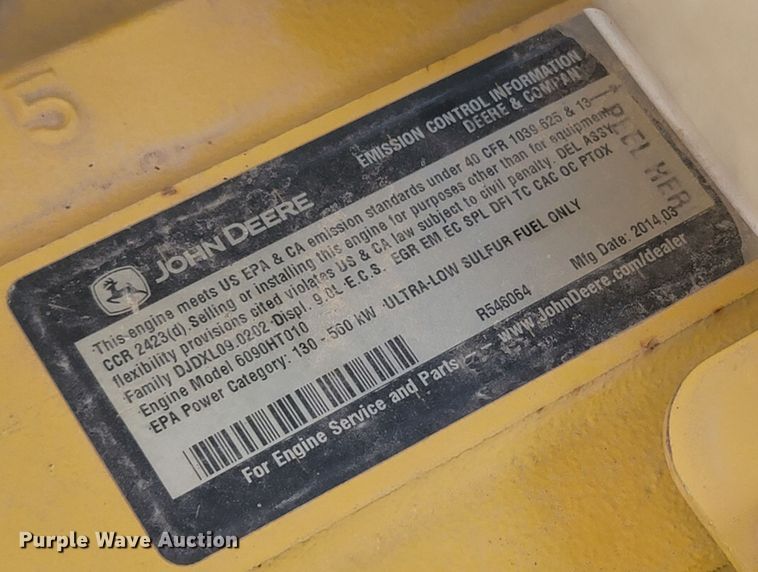 5
JOHN DEERE
EMISSION CONTROL INFORMATION
DEERE & COMPANY
·This engine meets US EPA & CA emission standards under 40 CFR 1039.625 & 13
CCR 2423(d). Selling or installing this engine for purposes other than for equipment
flexibility provisions cited violates US & CA law subject to civil penalty. DEL ASSY
·Family DJDXL09.0202 ·Displ. 9.0L ·E.C.S. EGR EM EC SPL DFI TC CAC OC PTOX
·Engine Model 6090HT010
·EPA Power Category: 130 - 560 kW ·ULTRA-LOW SULFUR FUEL ONLY
R546064
Mfg Date: 2014,03
For Engine Service and Parts www.JohnDeere.com/dealer
PEEL
Purple Wave Auction